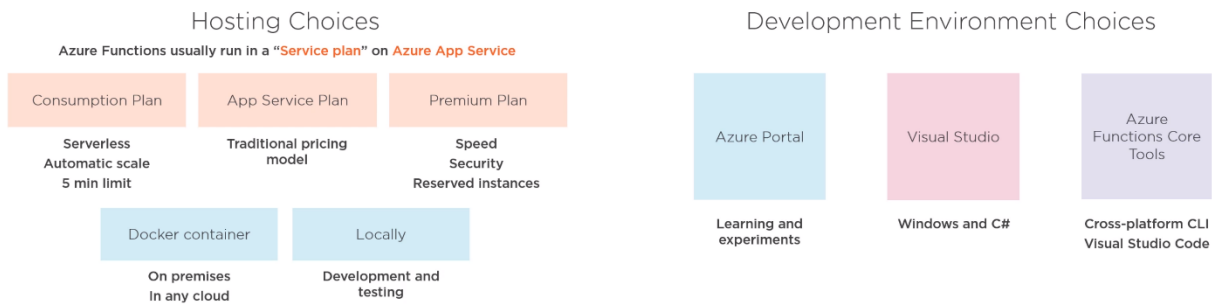 Hosting Choices
Azure Functions usually run in a “Service plan” on Azure App Service
Consumption Plan
Serverless
Automatic scale
5 min limit
App Service Plan
Traditional pricing
model
Premium Plan
Speed
Security
Reserved instances
Docker container
On premises
In any cloud
Locally
Development and
testing
Development Environment Choices
Azure Portal
Learning and
experiments
Visual Studio
Windows and C#
Azure
Functions Core
Tools
Cross-platform CLI
Visual Studio Code